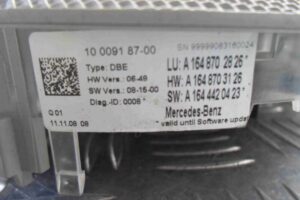 10 0091 87-00
SN 99999083160024
Type: DBE
LU: A 164 870 28 26*
HW Vers.: 06-49
HW: A 164 870 31 26
SW Vers.: 08-15-00
SW: A 164 442 04 23*
Diag.-ID: 0008*
Mercedes-Benz
Q.01
11.11.08
* valid until Software update